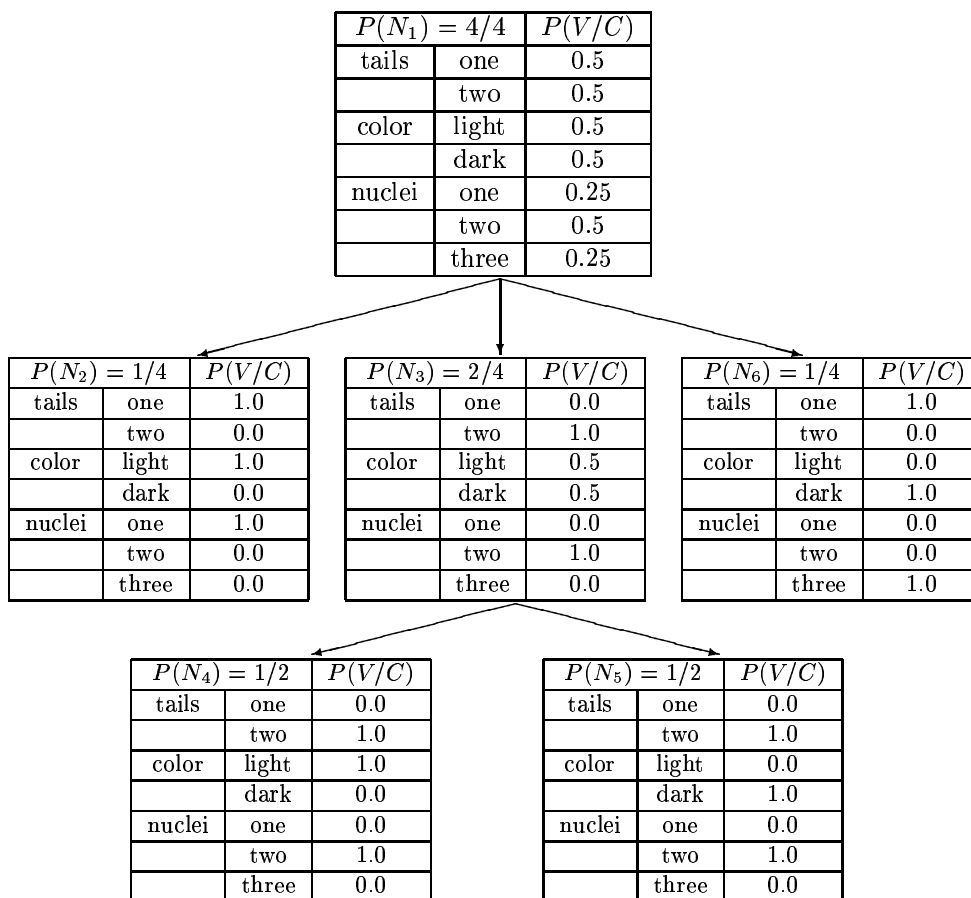 P(N₁) = 4/4 P(V/C)
tails one 0.5
two 0.5
color light 0.5
dark 0.5
nuclei one 0.25
two 0.5
three 0.25
P(N₂) = 1/4 P(V/C)
tails one 1.0
two 0.0
color light 1.0
dark 0.0
nuclei one 1.0
two 0.0
three 0.0
P(N₃) = 2/4 P(V/C)
tails one 0.0
two 1.0
color light 0.5
dark 0.5
nuclei one 0.0
two 1.0
three 0.0
P(N₆) = 1/4 P(V/C)
tails one 1.0
two 0.0
color light 0.0
dark 1.0
nuclei one 0.0
two 0.0
three 1.0
P(N₄) = 1/2 P(V/C)
tails one 0.0
two 1.0
color light 1.0
dark 0.0
nuclei one 0.0
two 1.0
three 0.0
P(N₅) = 1/2 P(V/C)
tails one 0.0
two 1.0
color light 0.0
dark 1.0
nuclei one 0.0
two 1.0
three 0.0